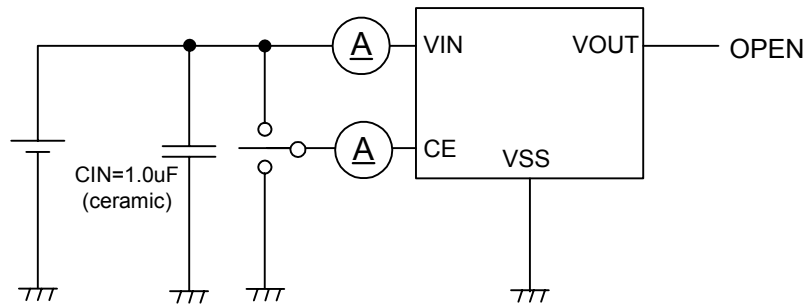 A VIN VOUT OPEN
A CE
VSS
CIN=1.0uF
(ceramic)